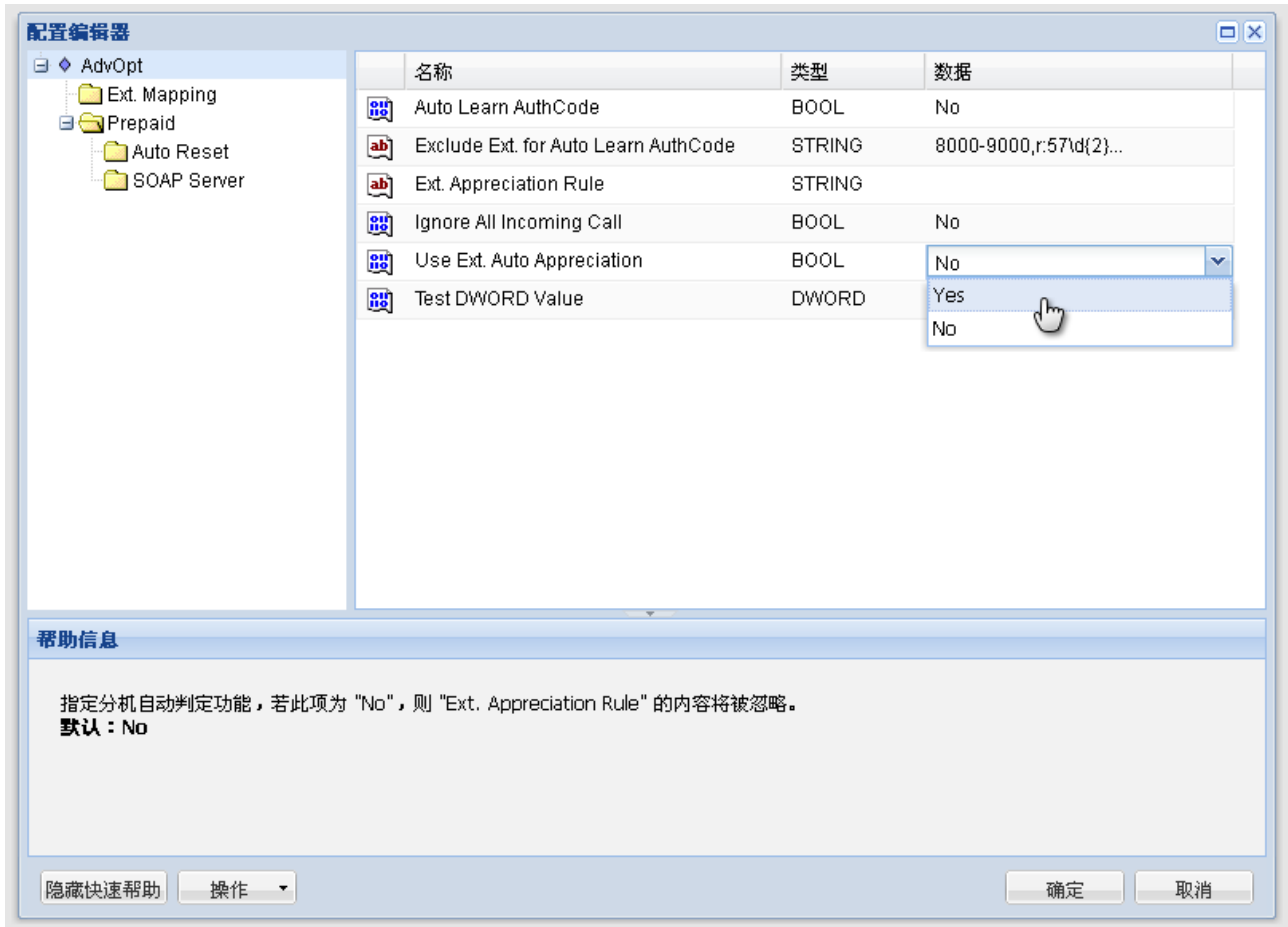 配置编辑器
AdvOpt
Ext. Mapping
Prepaid
Auto Reset
SOAP Server
名称 类型 数据
Auto Learn AuthCode BOOL No
Exclude Ext. for Auto Learn AuthCode STRING 8000-9000,r:57\d{2}...
Ext. Appreciation Rule STRING
Ignore All Incoming Call BOOL No
Use Ext. Auto Appreciation BOOL No
Test DWORD Value DWORD
Yes
No
帮助信息
指定分机自动判定功能，若此项为 "No"，则 "Ext. Appreciation Rule" 的内容将被忽略。
默认：No
隐藏快速帮助 操作 确定 取消